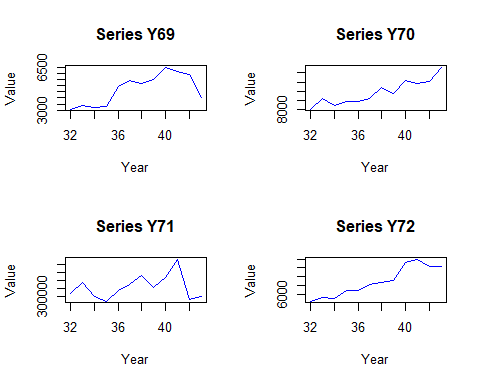 Series Y69
Value
3000
6500
32
36
40
Year
Series Y70
Value
8000
32
36
40
Year
Series Y71
Value
300000
32
36
40
Year
Series Y72
Value
6000
32
36
40
Year